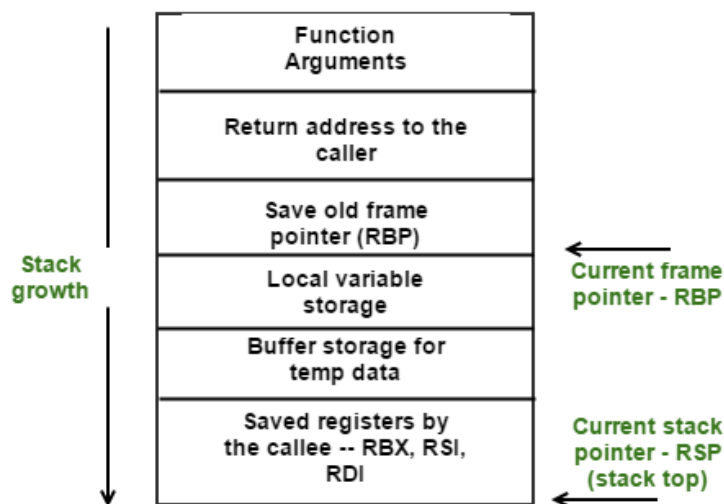 Function
Arguments
Return address to the
caller
Save old frame
pointer (RBP)
Stack
growth
Current frame
pointer - RBP
Local variable
storage
Buffer storage for
temp data
Saved registers by
the callee -- RBX, RSI,
RDI
Current stack
pointer - RSP
(stack top)